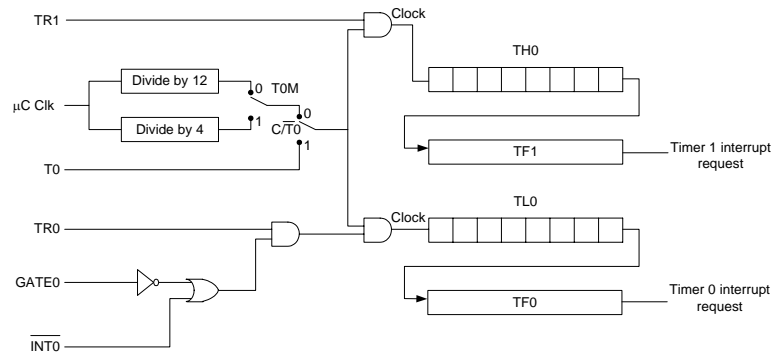 TR1
Clock
TH0
Divide by 12
0
T0M
μC Clk
0
C/T0
Divide by 4
1
1
TF1
Timer 1 interrupt
request
T0
TL0
Clock
TR0
GATE0
TF0
Timer 0 interrupt
request
INT0